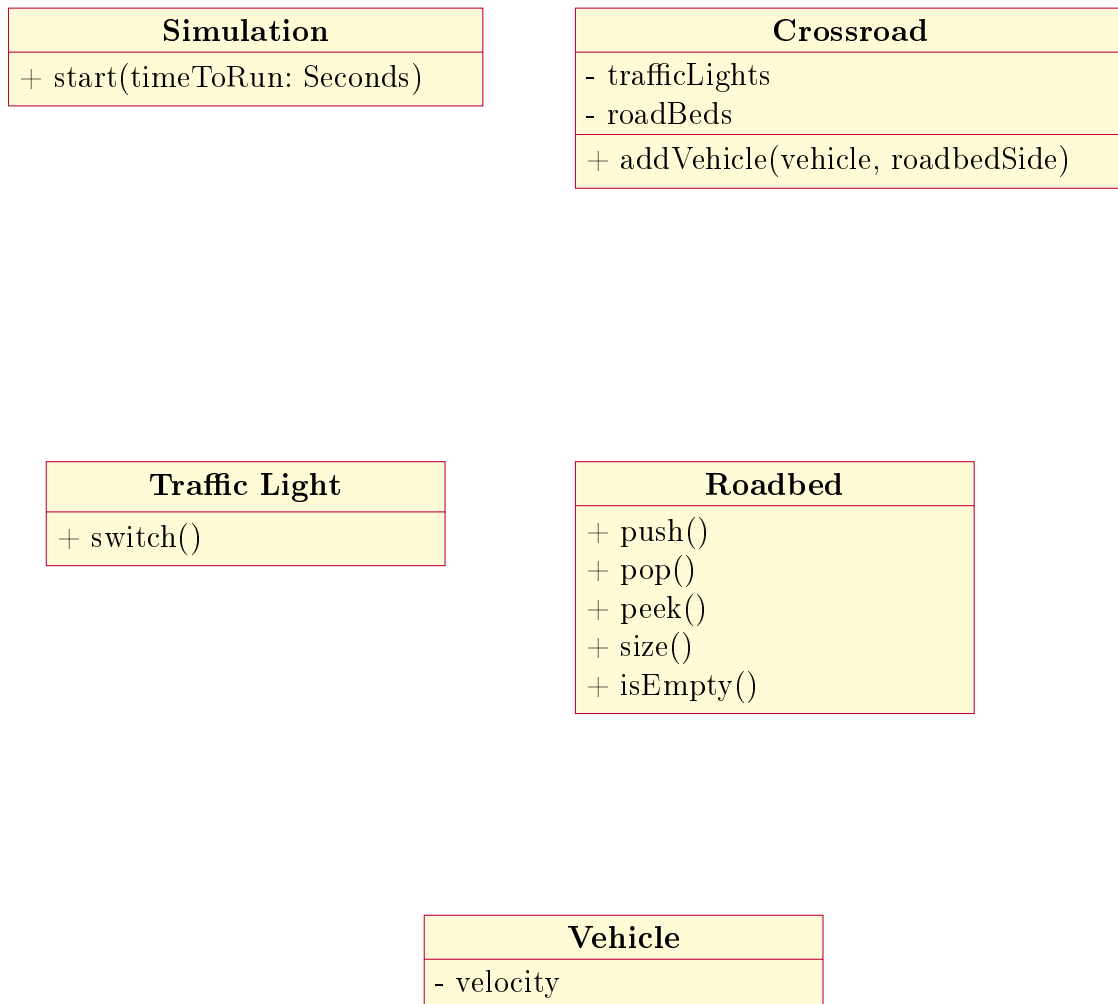 Simulation
+ start(timeToRun: Seconds)
Crossroad
- trafficLights
- roadBeds
+ addVehicle(vehicle, roadbedSide)
Traffic Light
+ switch()
Roadbed
+ push()
+ pop()
+ peek()
+ size()
+ isEmpty()
Vehicle
- velocity